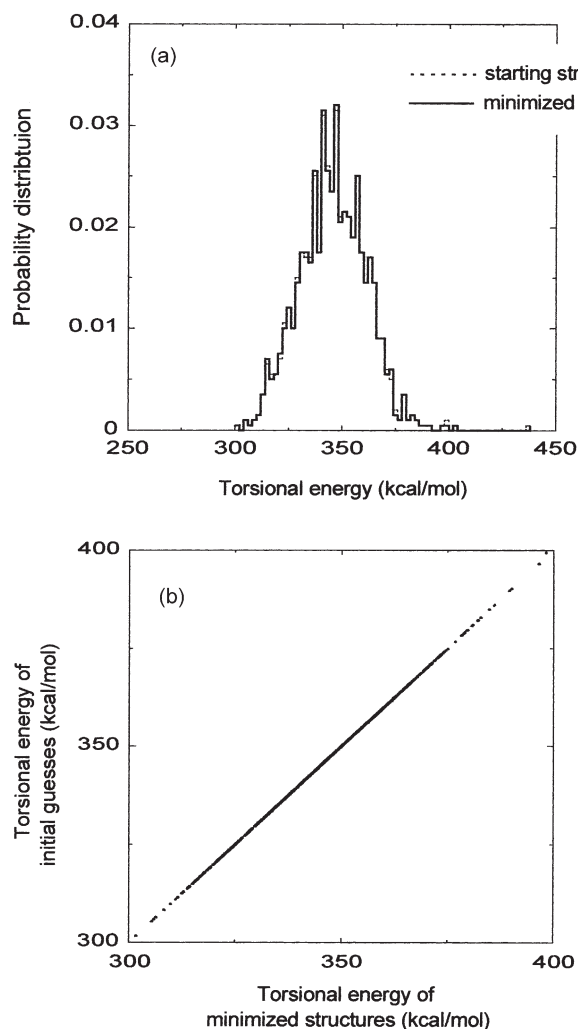 0.04
(a)
starting str
minimized
0.03
Probability distribtuion
0.02
0.01
0
250
300
350
400
450
Torsional energy (kcal/mol)
400
(b)
Torsional energy of
initial guesses (kcal/mol)
350
300
300
350
400
Torsional energy of
minimized structures (kcal/mol)